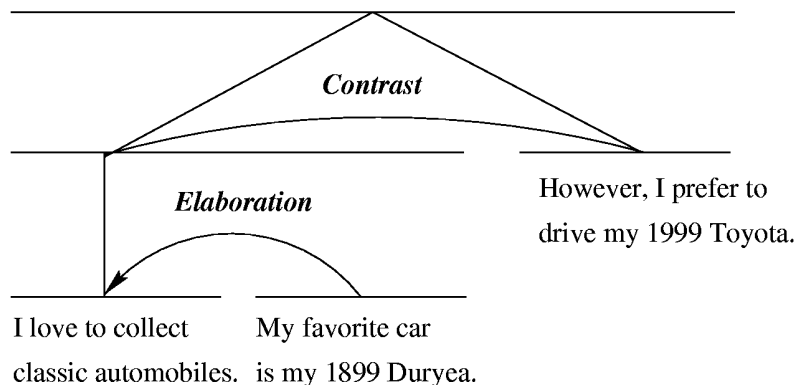 Contrast
Elaboration
However, I prefer to
drive my 1999 Toyota.
I love to collect
classic automobiles.
My favorite car
is my 1899 Duryea.